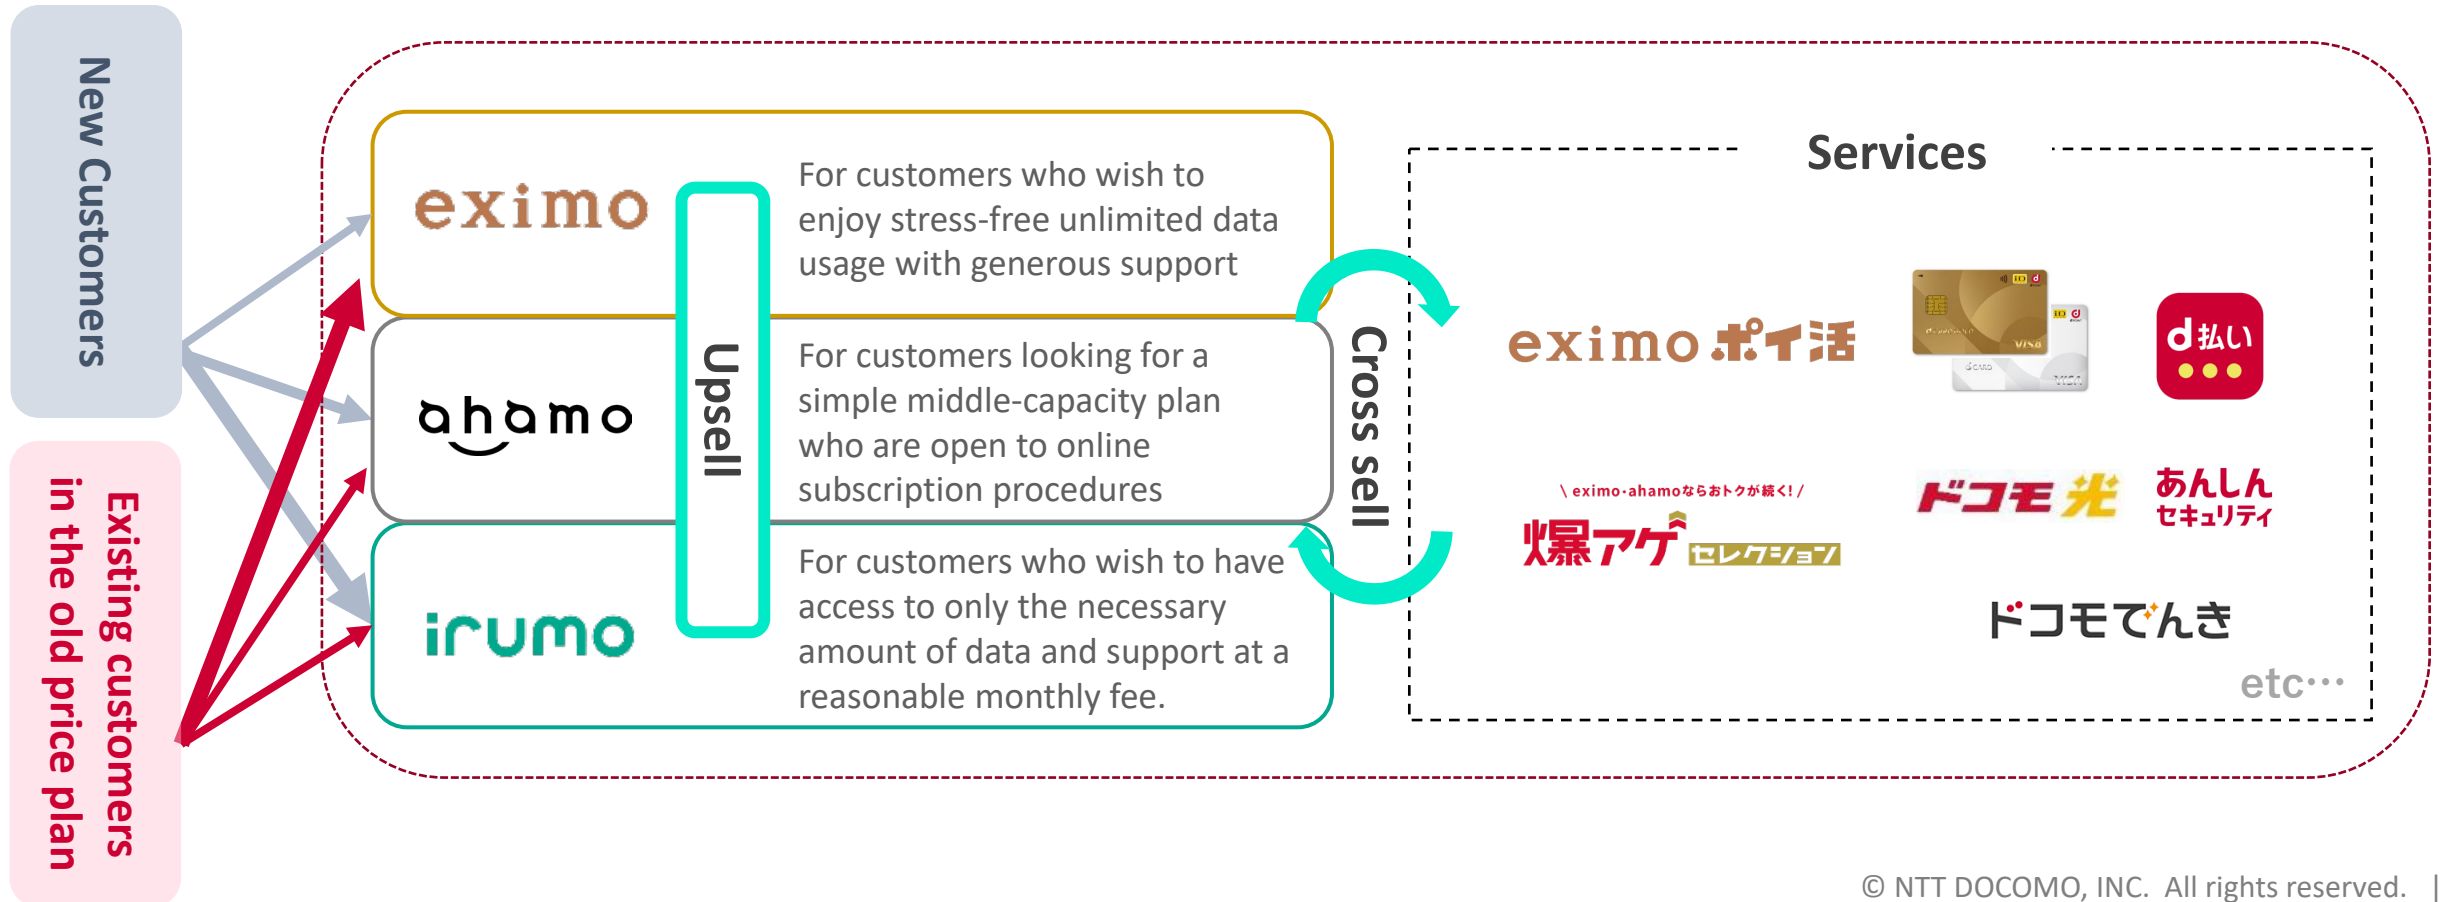 New Customers
Existing customers
in the old price plan
eximo
For customers who wish to
enjoy stress-free unlimited data
usage with generous support
ahamo
For customers looking for a
simple middle-capacity plan
who are open to online
subscription procedures
irumo
For customers who wish to have
access to only the necessary
amount of data and support at a
reasonable monthly fee.
Upsell
Cross sell
Services
eximo ポイ活
iD d
VISA
iD d
d CARD
VISA
d払い
\ eximo・ahamoならおトクが続く! /
爆アゲ
セレクション
ドコモ光
あんしん
セキュリティ
ドコモでんき
etc…
© NTT DOCOMO, INC. All rights reserved. |